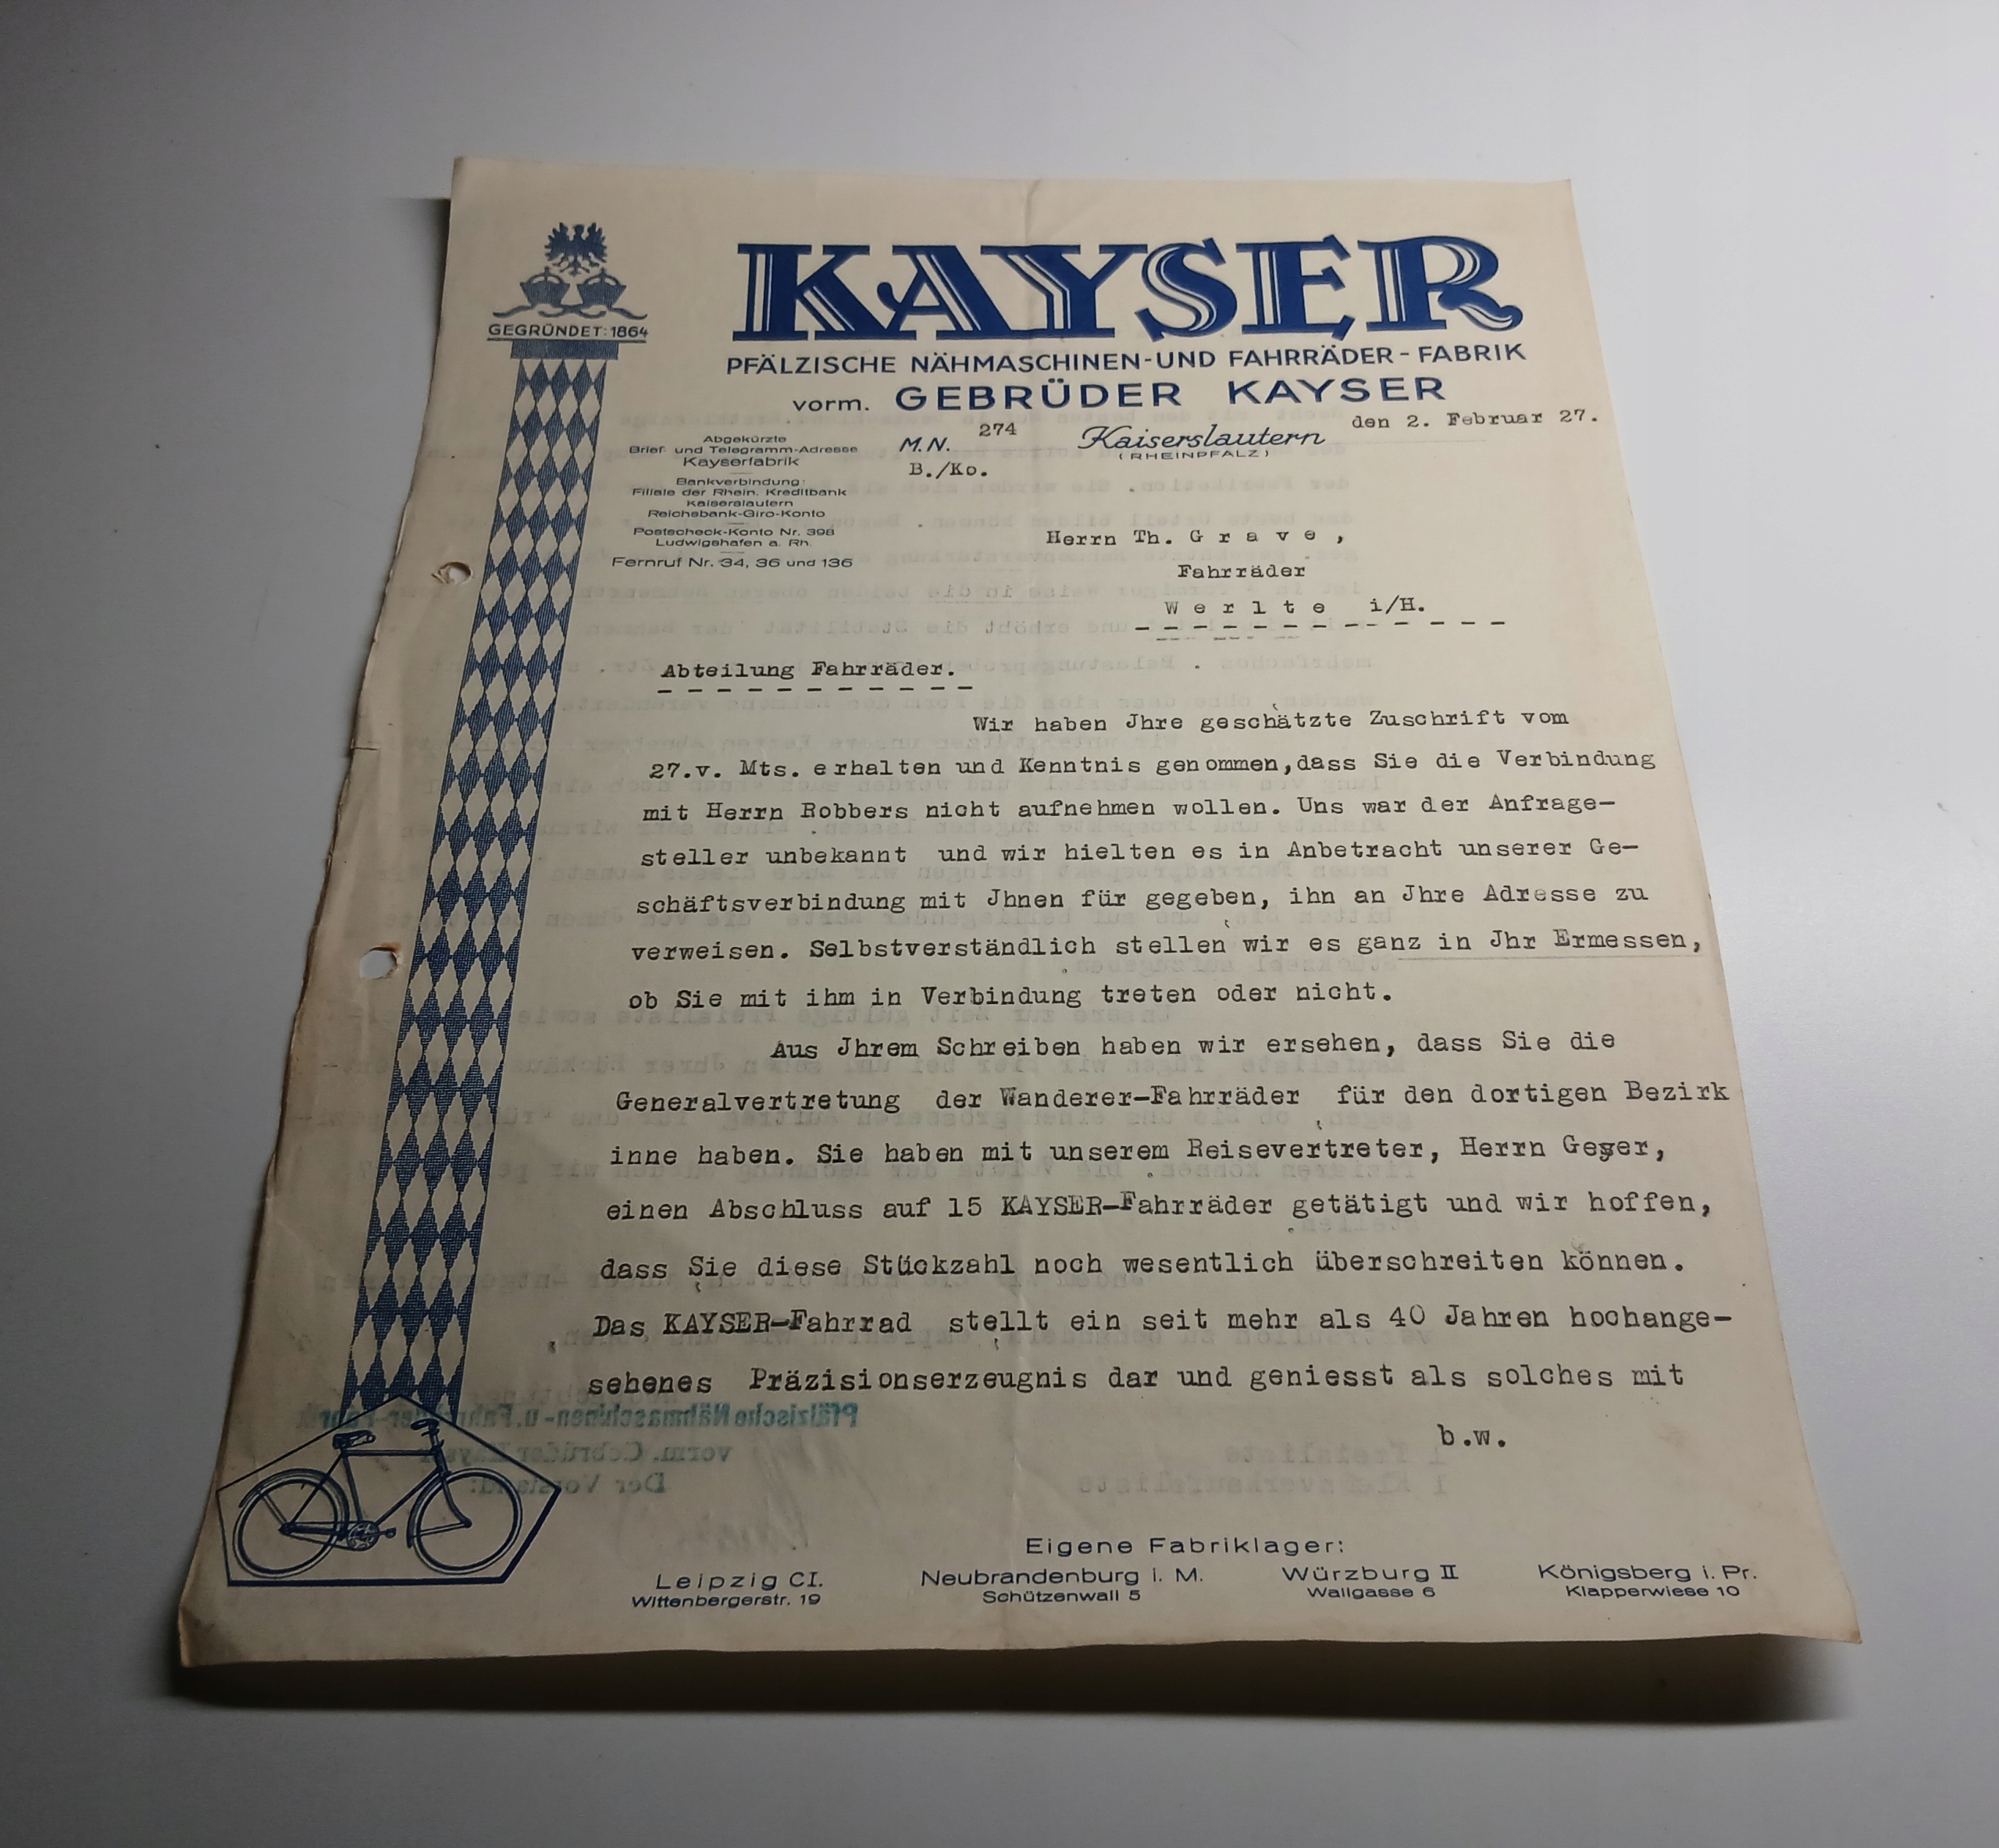 GEGRÜNDET: 1864
KAYSER
PFÄLZISCHE NÄHMASCHINEN-UND FAHRRÄDER-FABRIK
vorm. GEBRÜDER KAYSER
Abgekürzte
Brief- und Telegramm-Adresse
Kayserfabrik
Bankverbindung:
Filiale der Rhein. Kreditbank
Kaiserslautern
Reichsbank-Giro-Konto
Postscheck-Konto Nr. 398
Ludwigshafen a. Rh.
Fernruf Nr. 34, 36 und 136
M.N. 274
B./Ko.
Kaiserslautern den 2. Februar 27.
(RHEINPFALZ)
Herrn Th. G r a v e ,
Fahrräder
W e r l t e i/H.
Abteilung Fahrräder.
Wir haben Jhre geschätzte Zuschrift vom
27.v. Mts. erhalten und Kenntnis genommen,dass Sie die Verbindung
mit Herrn Robbers nicht aufnehmen wollen. Uns war der Anfrage-
steller unbekannt und wir hielten es in Anbetracht unserer Ge-
schäftsverbindung mit Jhnen für gegeben, ihn an Jhre Adresse zu
verweisen. Selbstverständlich stellen wir es ganz in Jhr Ermessen,
ob Sie mit ihm in Verbindung treten oder nicht.
Aus Jhrem Schreiben haben wir ersehen, dass Sie die
Generalvertretung der Wanderer-Fahrräder für den dortigen Bezirk
inne haben. Sie haben mit unserem Reisevertreter, Herrn Geyer,
einen Abschluss auf 15 KAYSER-Fahrräder getätigt und wir hoffen,
dass Sie diese Stückzahl noch wesentlich überschreiten können.
Das KAYSER-Fahrrad stellt ein seit mehr als 40 Jahren hochange-
sehenes Präzisionserzeugnis dar und geniesst als solches mit
b.w.
Eigene Fabriklager:
Leipzig CI.
Wittenbergerstr. 19
Neubrandenburg i. M.
Schützenwall 5
Würzburg II
Wallgasse 6
Königsberg i. Pr.
Klapperwiese 10